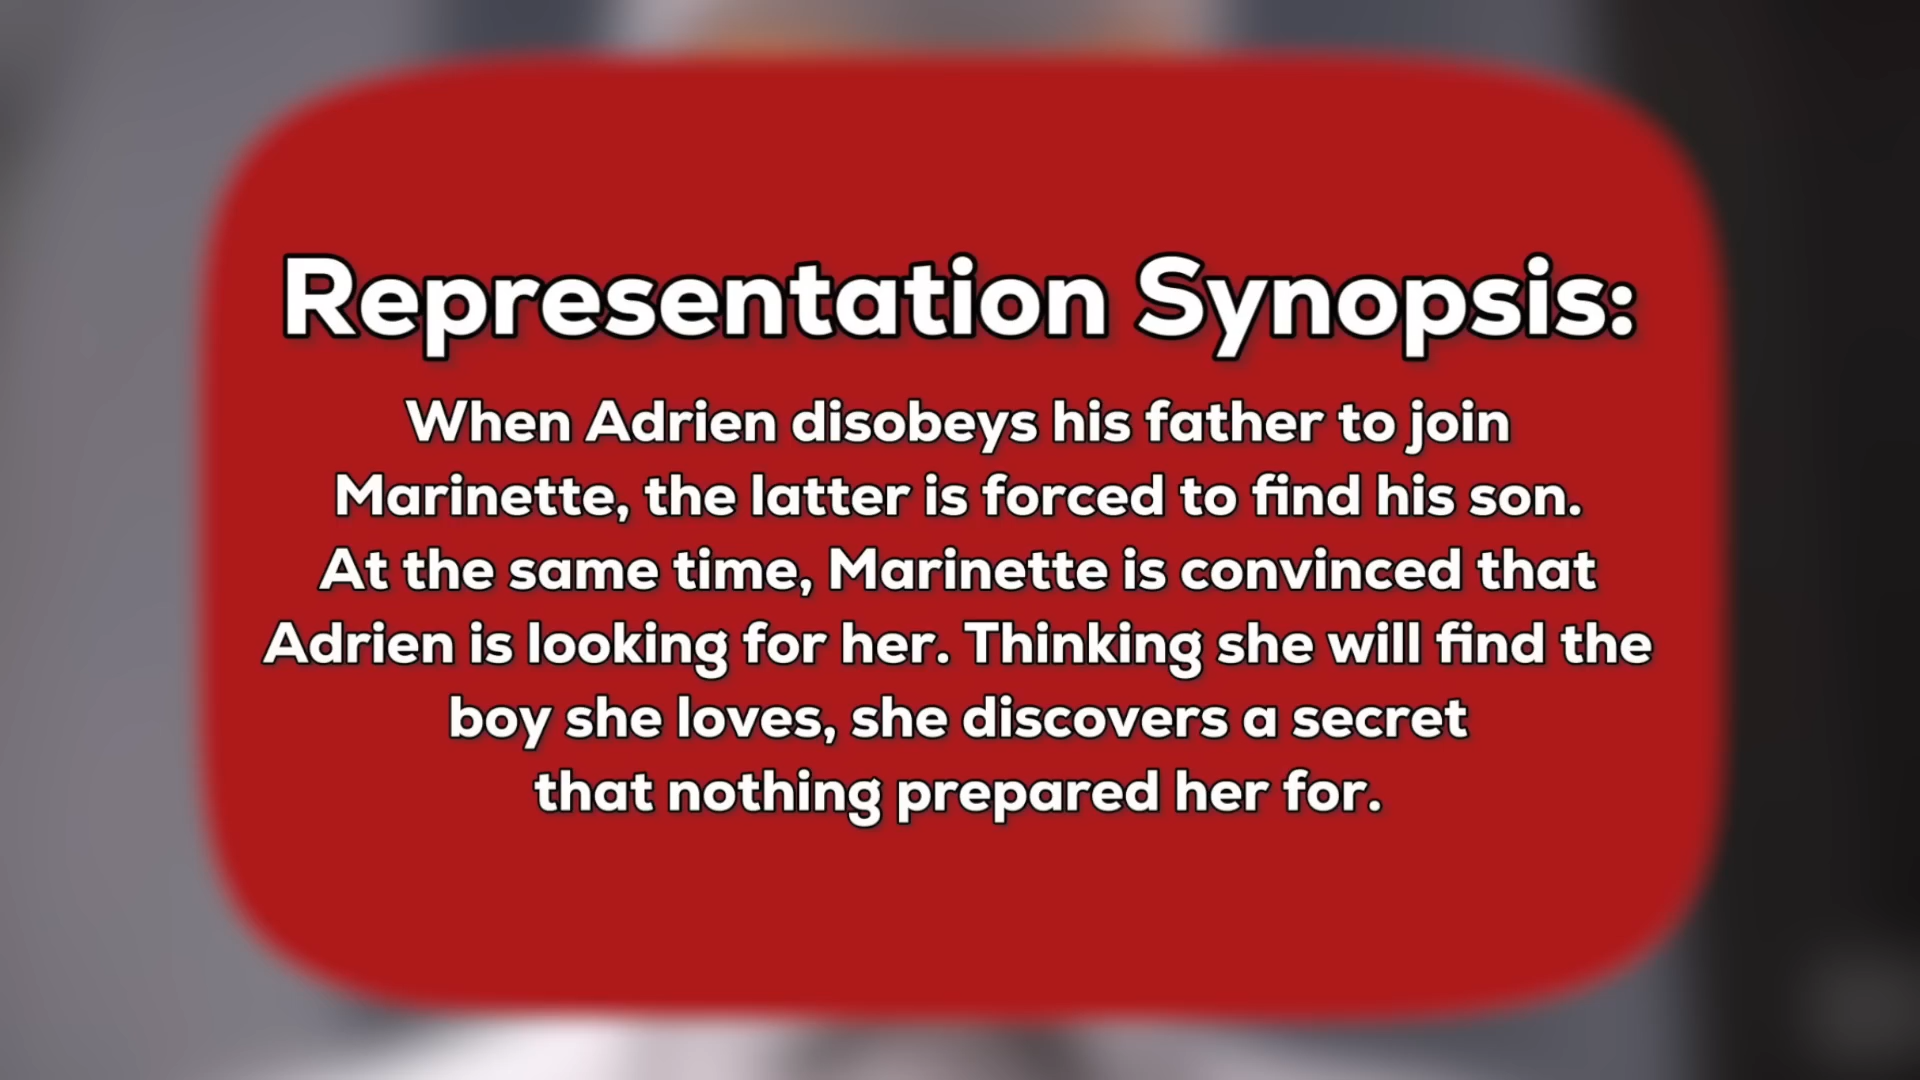 Representation Synopsis:
When Adrien disobeys his father to join
Marinette, the latter is forced to find his son.
At the same time, Marinette is convinced that
Adrien is looking for her. Thinking she will find the
boy she loves, she discovers a secret
that nothing prepared her for.